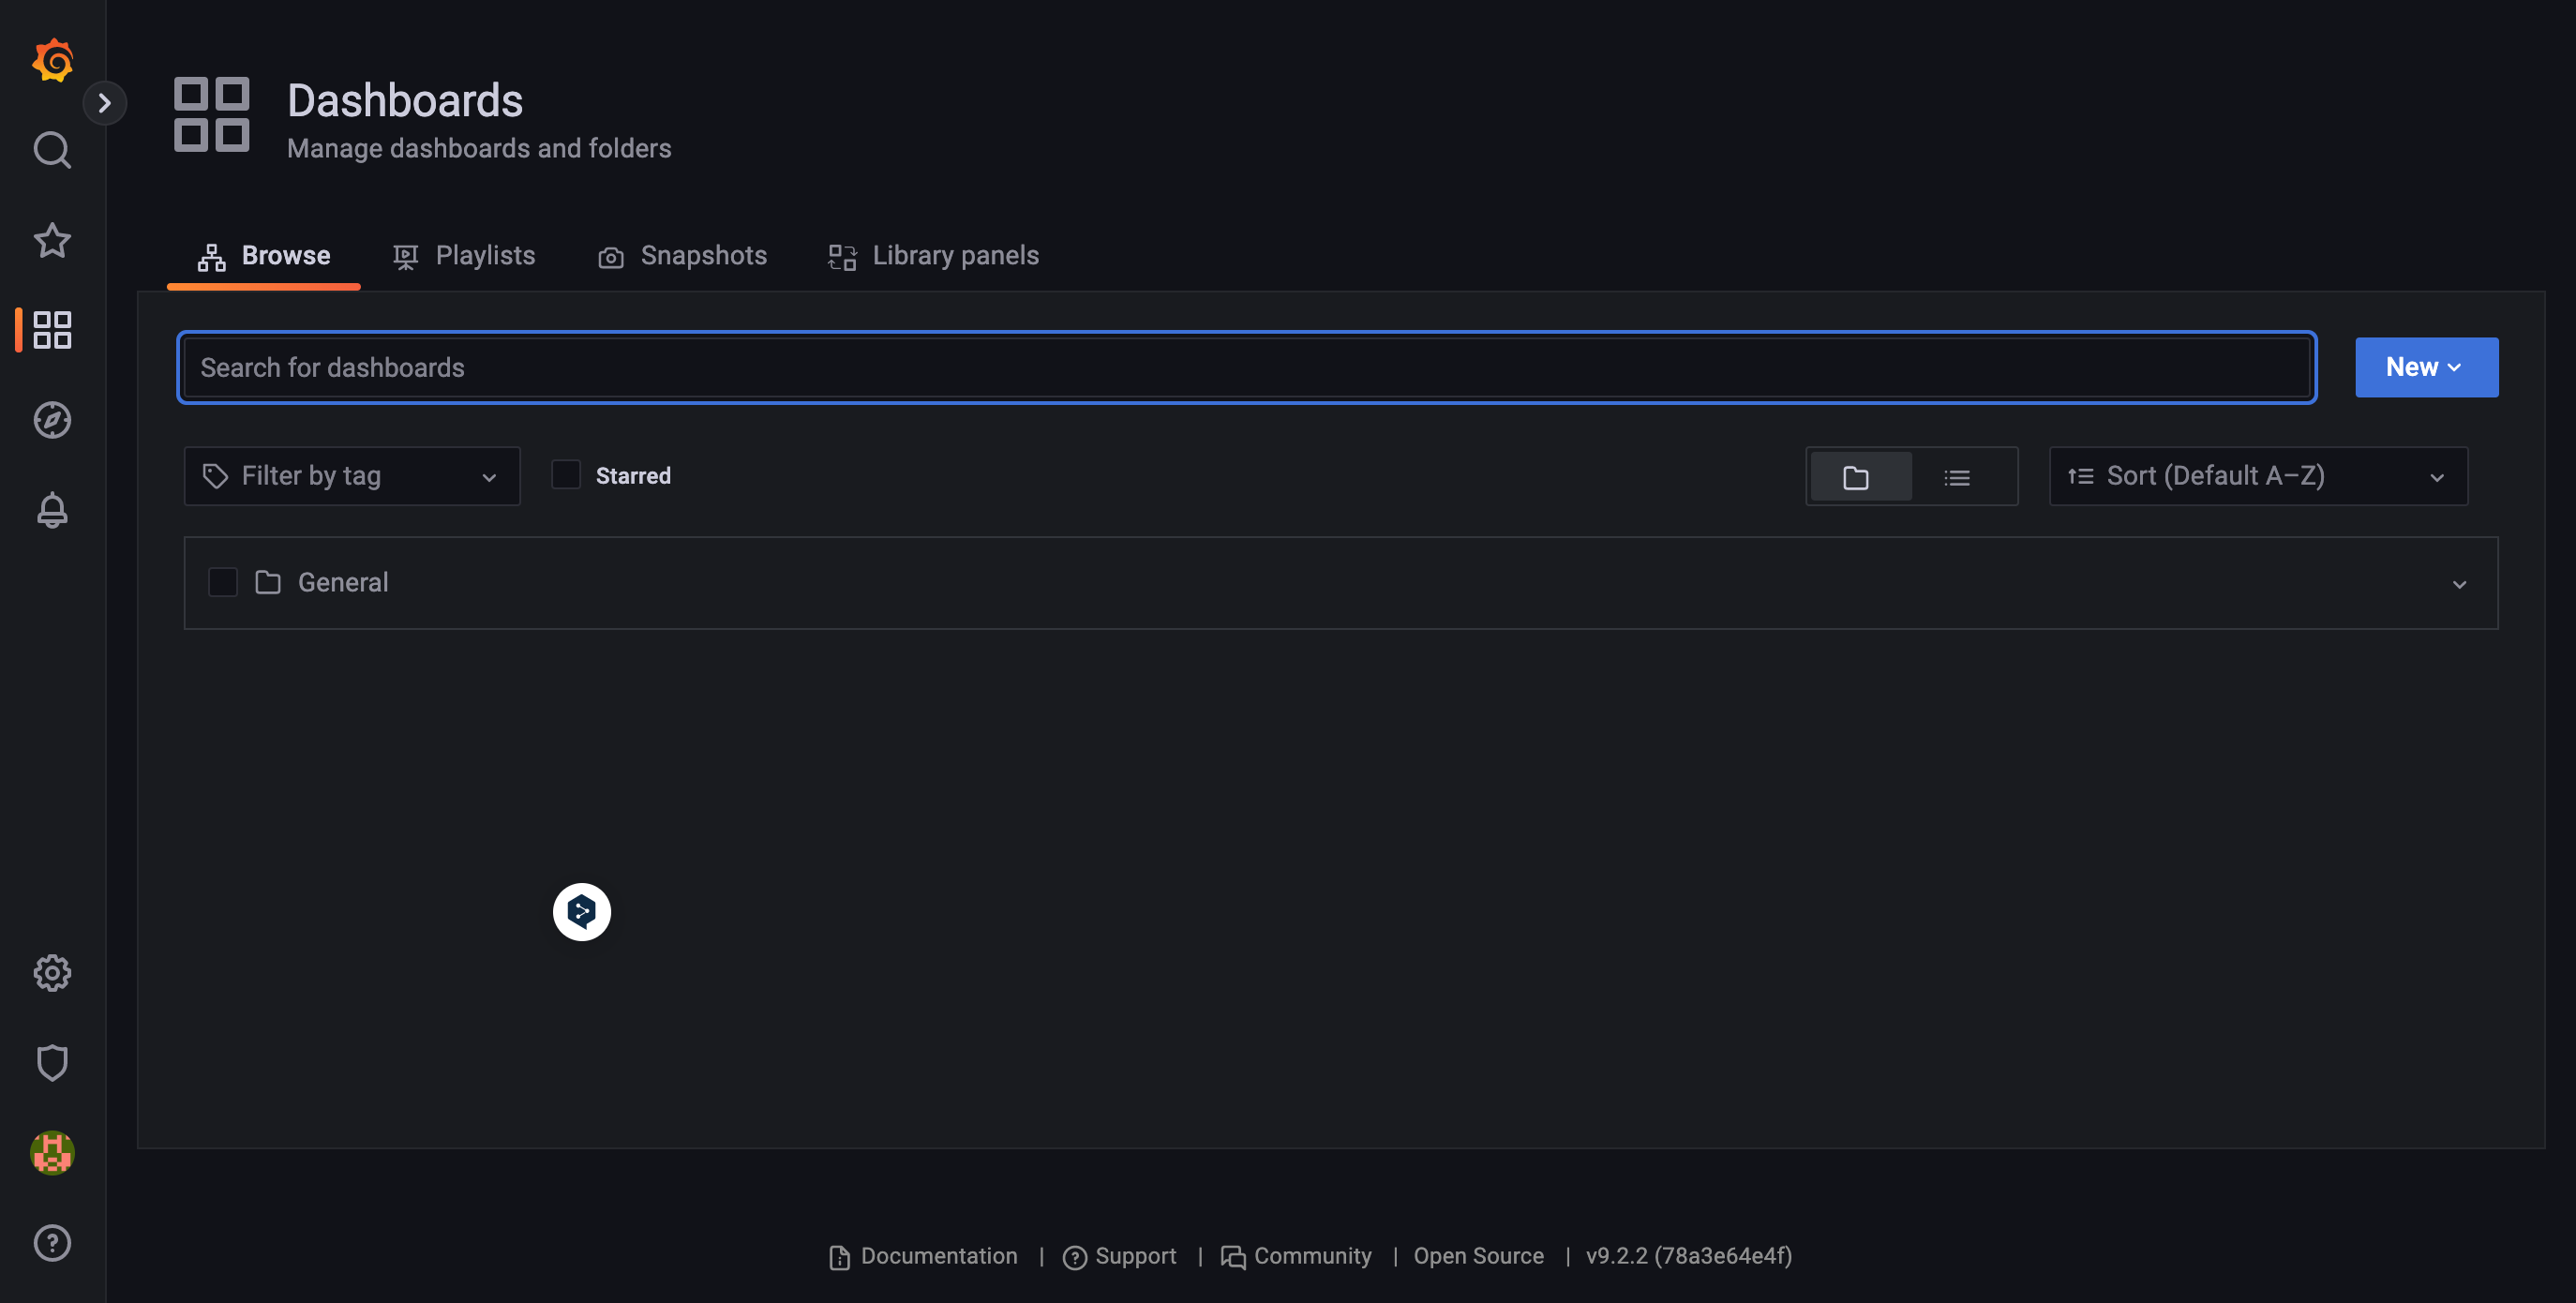 Dashboards
Manage dashboards and folders
Browse Playlists Snapshots Library panels
Search for dashboards New
Filter by tag Starred Sort (Default A–Z)
General
Documentation | Support | Community | Open Source | v9.2.2 (78a3e64e4f)